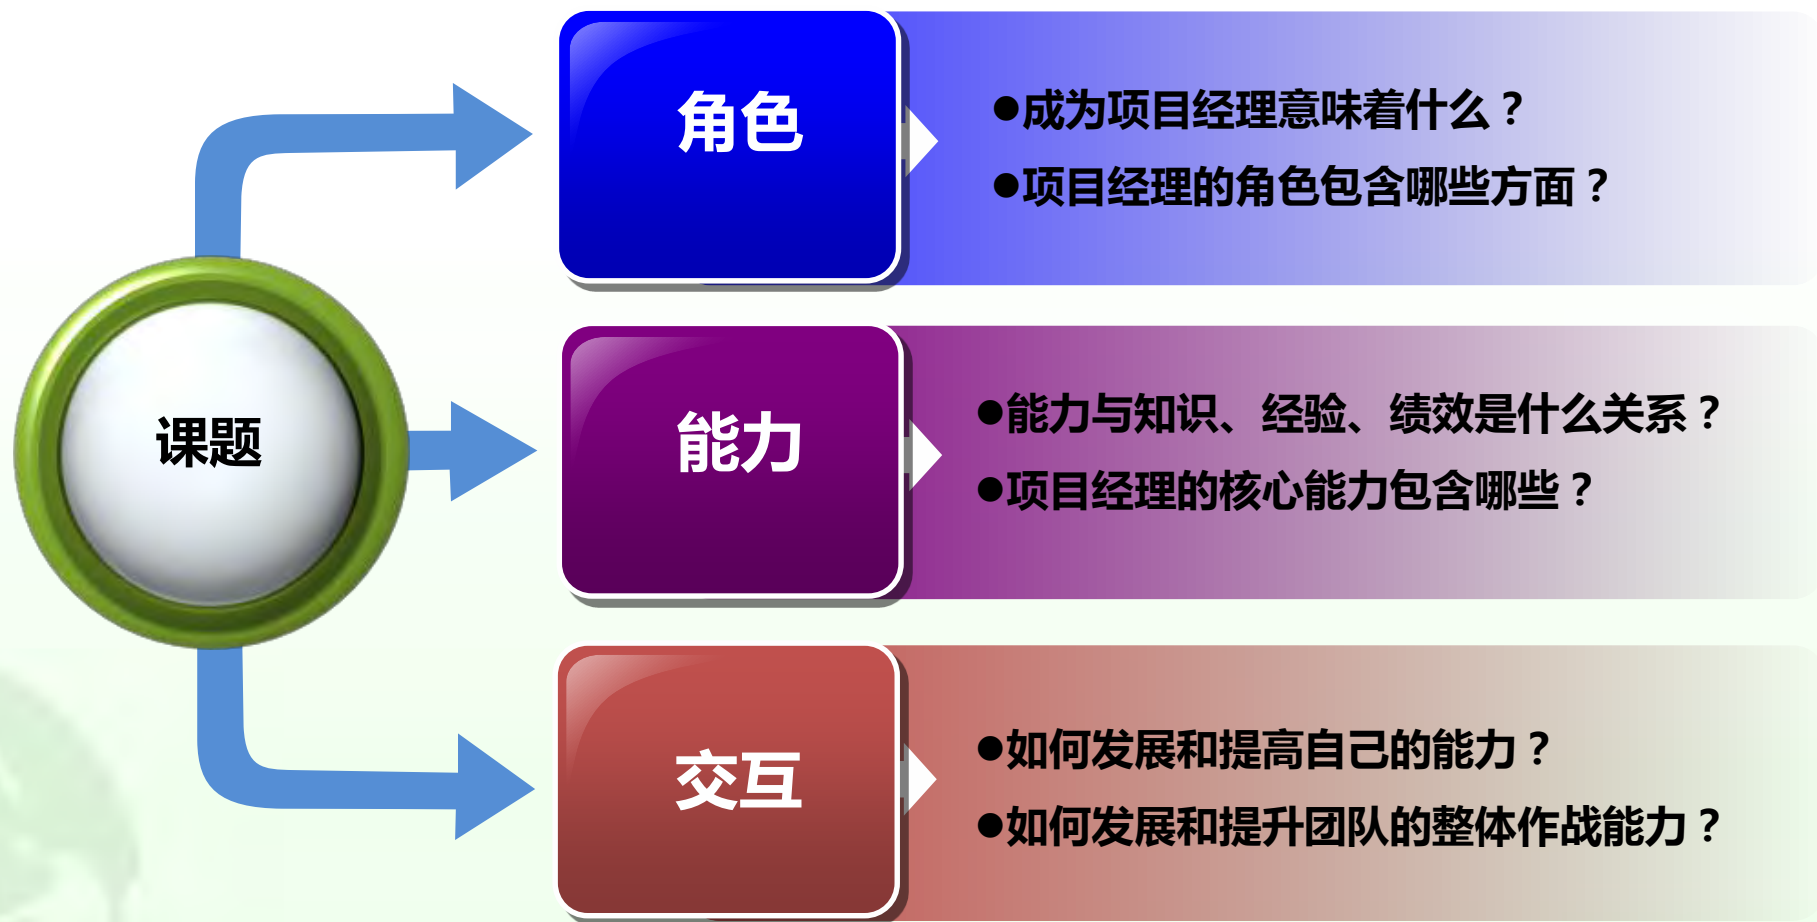 课题
角色
●成为项目经理意味着什么？
●项目经理的角色包含哪些方面？
能力
●能力与知识、经验、绩效是什么关系？
●项目经理的核心能力包含哪些？
交互
●如何发展和提高自己的能力？
●如何发展和提升团队的整体作战能力？